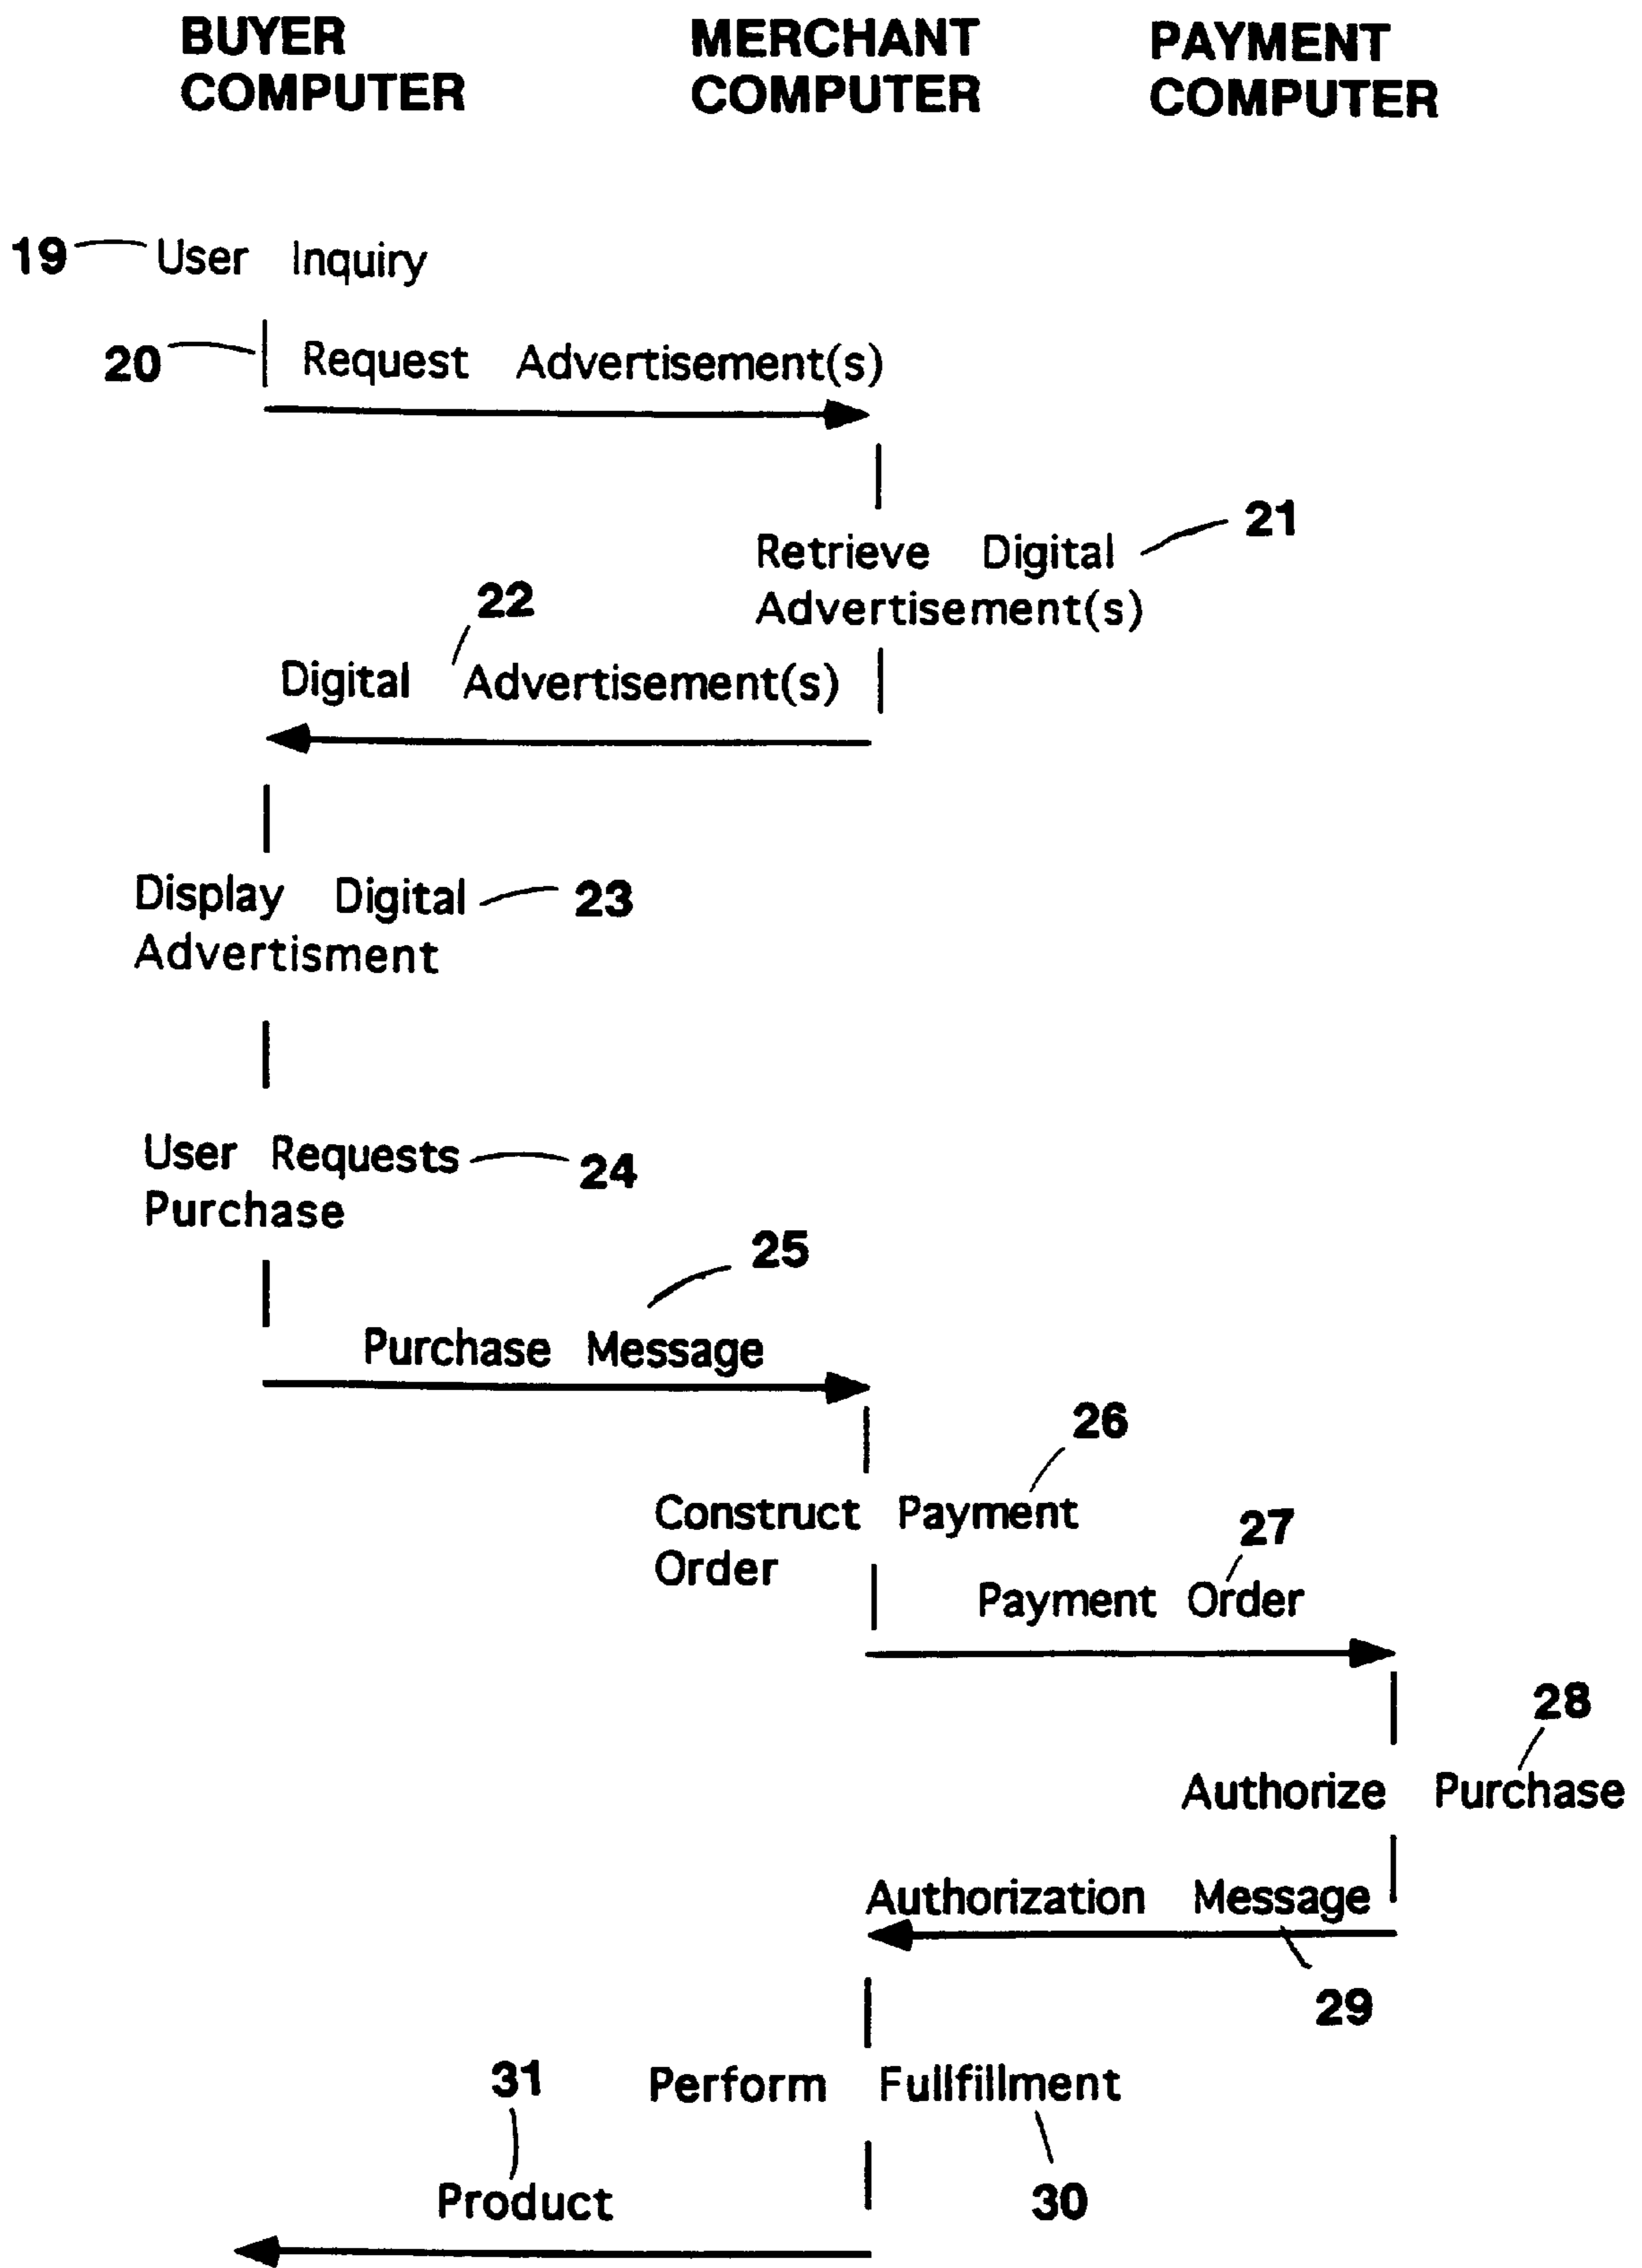 BUYER
COMPUTER
MERCHANT
COMPUTER
PAYMENT
COMPUTER
19 User Inquiry
20 Request Advertisement(s)
21
Retrieve Digital
Advertisement(s)
22
Digital Advertisement(s)
Display Digital 23
Advertisment
User Requests 24
Purchase
25
Purchase Message
26
Construct Payment
Order
27
Payment Order
28
Authorize Purchase
Authorization Message
29
31
Perform Fullfillment
Product
30